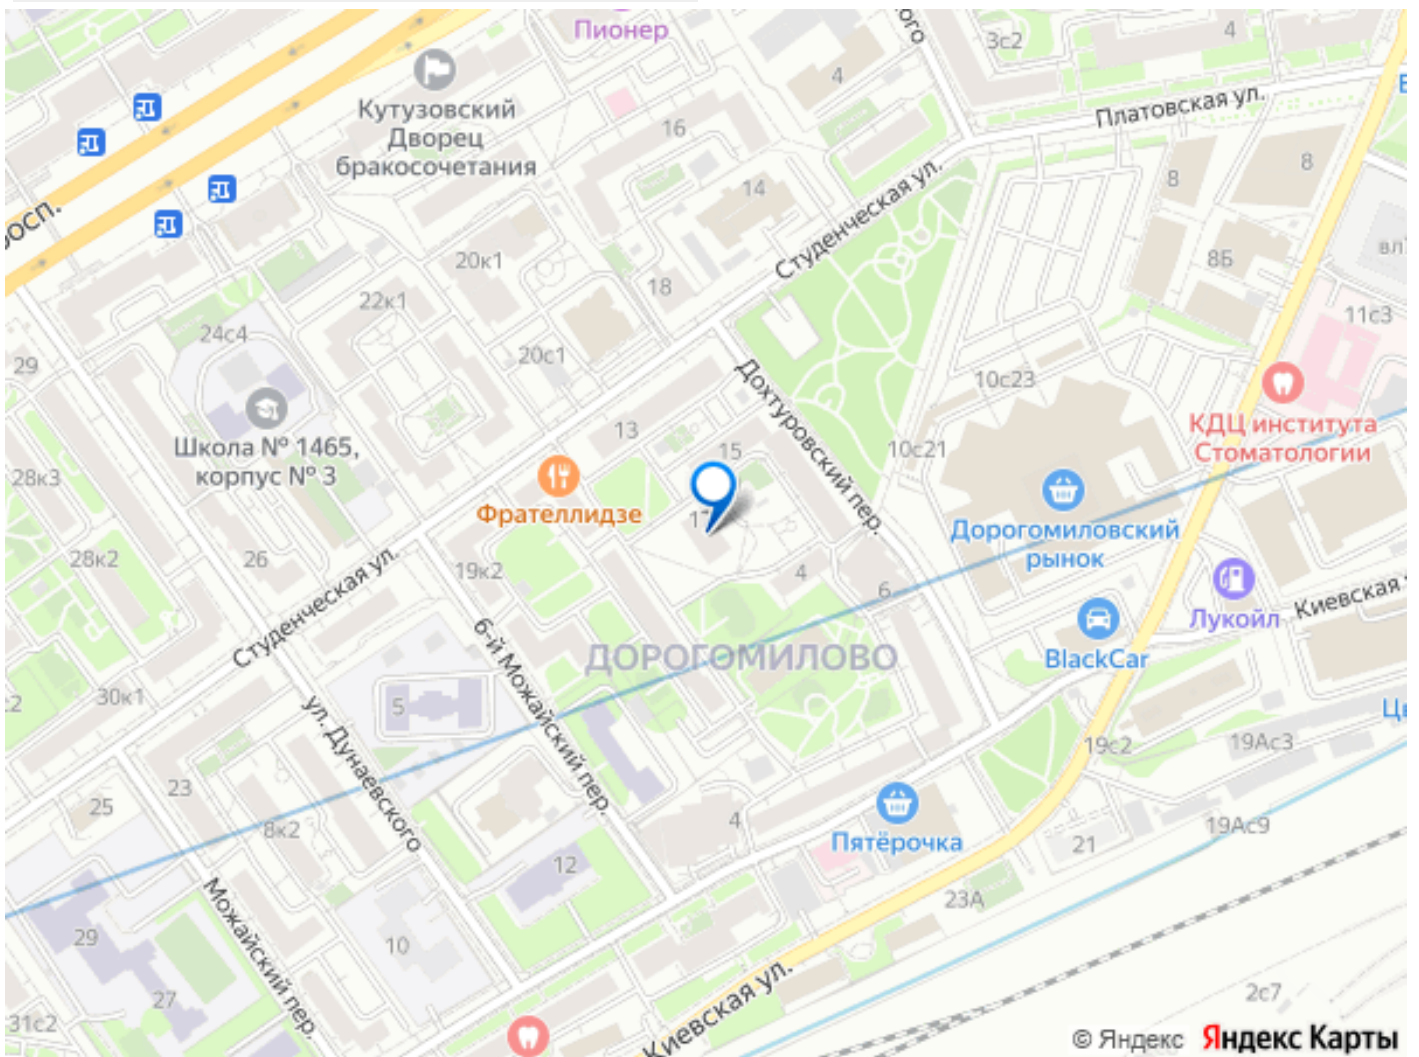 Пионер
ого
3с2
4
Кутузовский
Дворец
бракосочетания
4
Платовская ул.
16
8
8
14
росп.
Студенческая ул.
20к1
8Б
вл1
18
22к1
11с3
24с4
29
20с1
Дохтуровский пер.
10с23
КДЦ института
Стоматологии
13
Школа № 1465,
корпус № 3
15
10с21
28к3
Фрателлидзе
Дорогомиловский
рынок
28к2
26
19к2
4
6
Лукойл
Киевская
Студенческая ул.
6-й Можайский пер.
ДОРОГОМИЛОВО
BlackCar
30к1
5
Ц
ул. Дунаевского
19с2
19Ас3
23
25
8к2
4
Пятёрочка
19Ас9
21
12
Можайский пер.
23А
29
10
27
Киевская ул.
2с7
31с2
© Яндекс Яндекс Карты